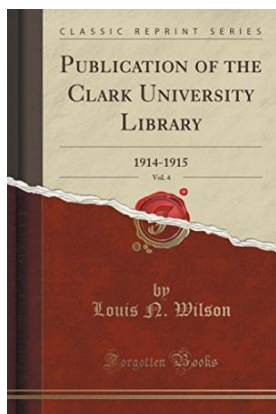 CLASSIC REPRINT SERIES
PUBLICATION OF THE
CLARK UNIVERSITY
LIBRARY
1914-1915
Vol. 4
by
Louis N. Wilson
Forgotten Books